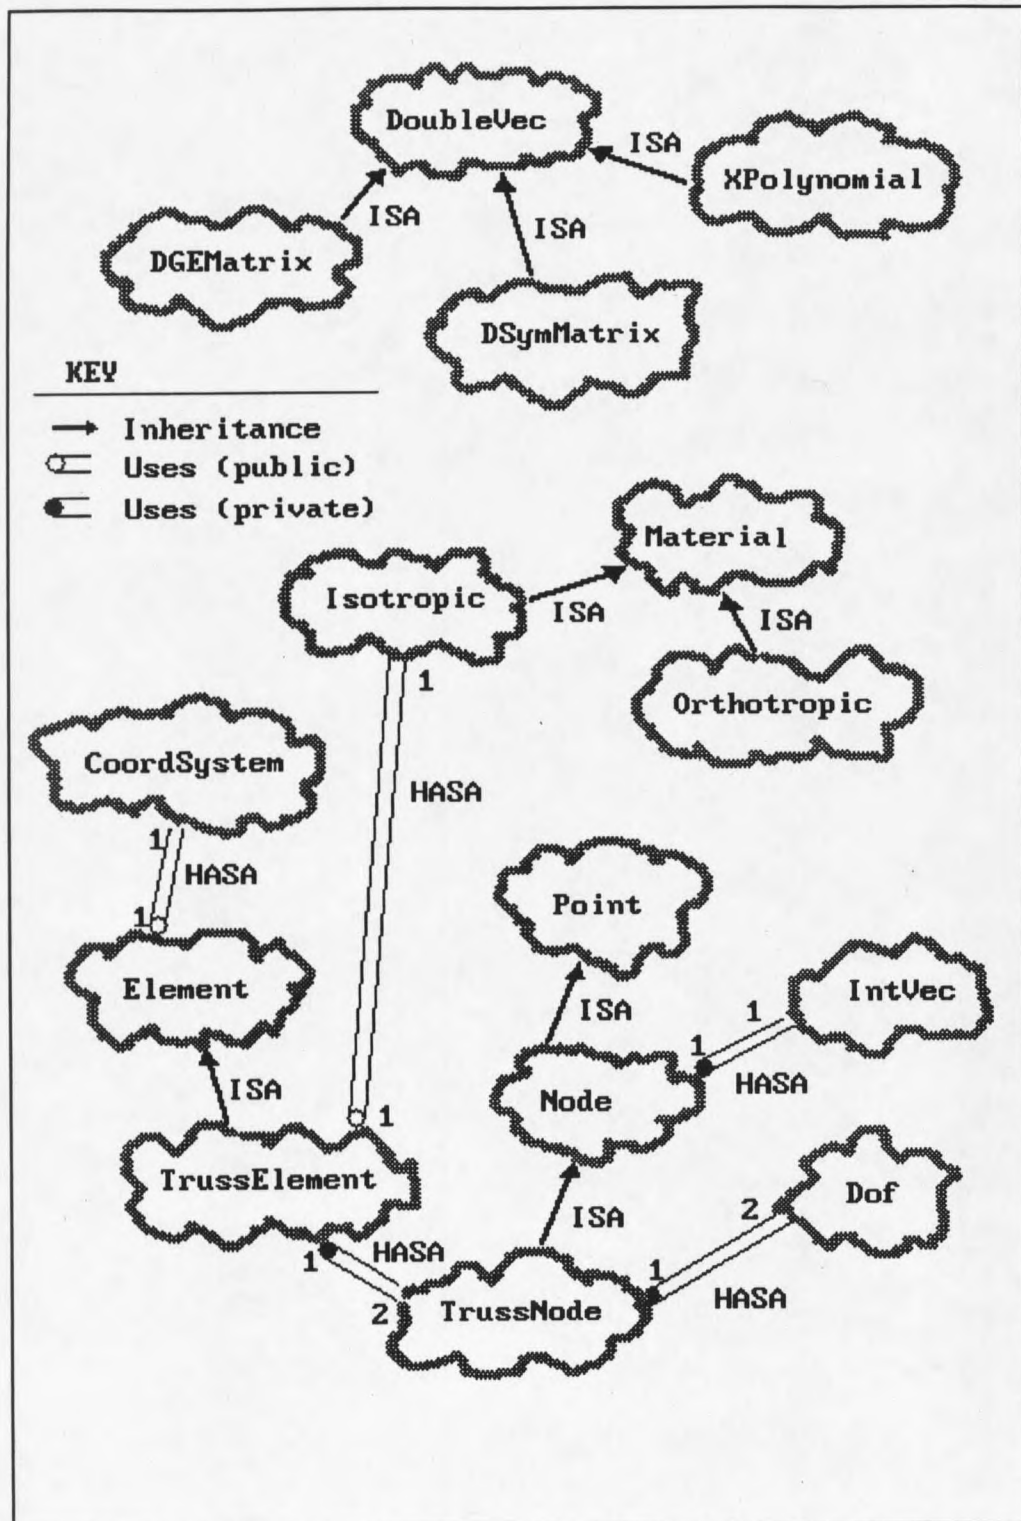 DoubleVec
ISA
XPolynomial
ISA
ISA
DGEMatrix
DSymMatrix
KEY
Inheritance
Uses (public)
Uses (private)
Material
Isotropic
ISA
ISA
1
Orthotropic
CoordSystem
HASA
1
HASA
Point
1
Element
IntVec
ISA
1
1
HASA
ISA
Node
1
TrussElement
Dof
2
ISA
HASA
1
1
HASA
2
TrussNode